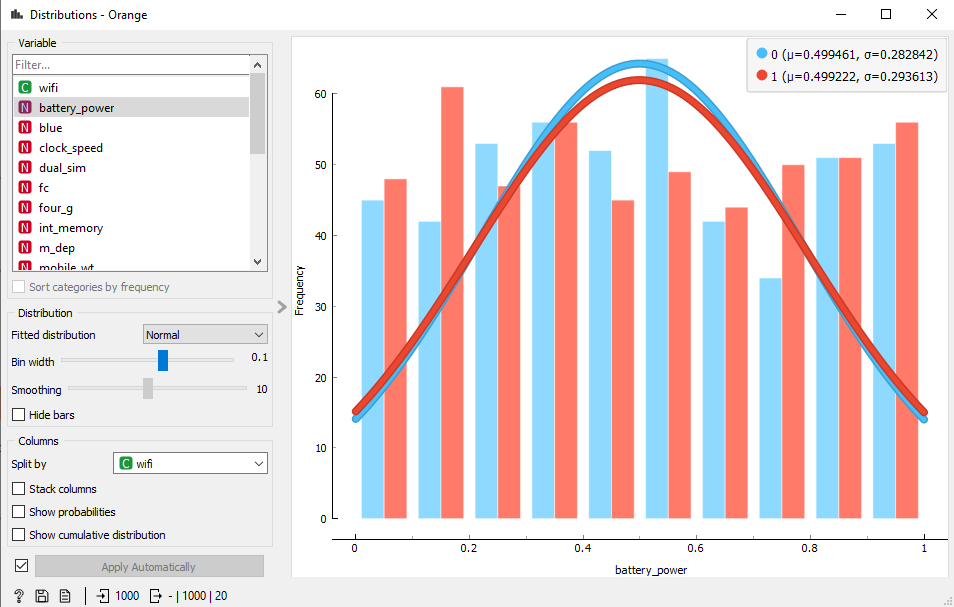 Distributions - Orange
Variable
Filter...
C wifi
N battery_power
N blue
N clock_speed
N dual_sim
N fc
N four_g
N int_memory
N m_dep
N mobile_wt
Sort categories by frequency
Distribution
Fitted distribution Normal
Bin width 0.1
Smoothing 10
Hide bars
Columns
Split by C wifi
Stack columns
Show probabilities
Show cumulative distribution
Apply Automatically
? 1000 - | 1000 | 20
0 (μ=0.499461, σ=0.282842)
1 (μ=0.499222, σ=0.293613)
Frequency
60
50
40
30
20
10
0
0 0.2 0.4 0.6 0.8 1
battery_power